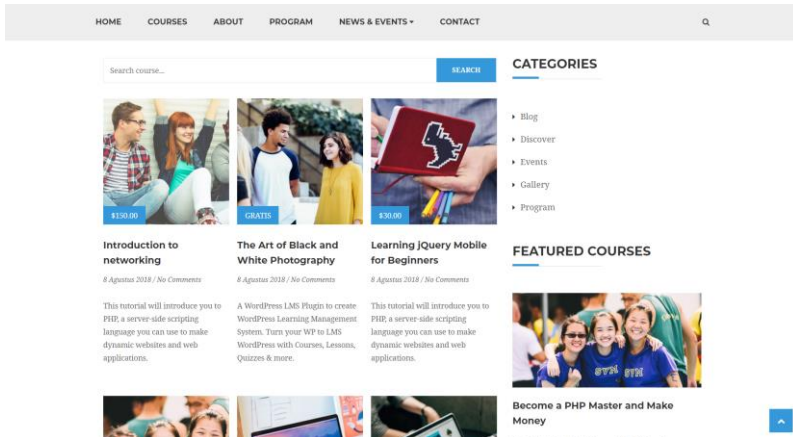 HOME COURSES ABOUT PROGRAM NEWS & EVENTS CONTACT
Search course...
SEARCH
$150.00
Introduction to
networking
8 Agustus 2018 / No Comments
This tutorial will introduce you to
PHP, a server-side scripting
language you can use to make
dynamic websites and web
applications.
GRATIS
The Art of Black and
White Photography
8 Agustus 2018 / No Comments
A WordPress LMS Plugin to create
WordPress Learning Management
System. Turn your WP to LMS
WordPress with Courses, Lessons,
Quizzes & more.
$30.00
Learning jQuery Mobile
for Beginners
8 Agustus 2018 / No Comments
This tutorial will introduce you to
PHP, a server-side scripting
language you can use to make
dynamic websites and web
applications.
CATEGORIES
Blog
Discover
Events
Gallery
Program
FEATURED COURSES
Become a PHP Master and Make
Money